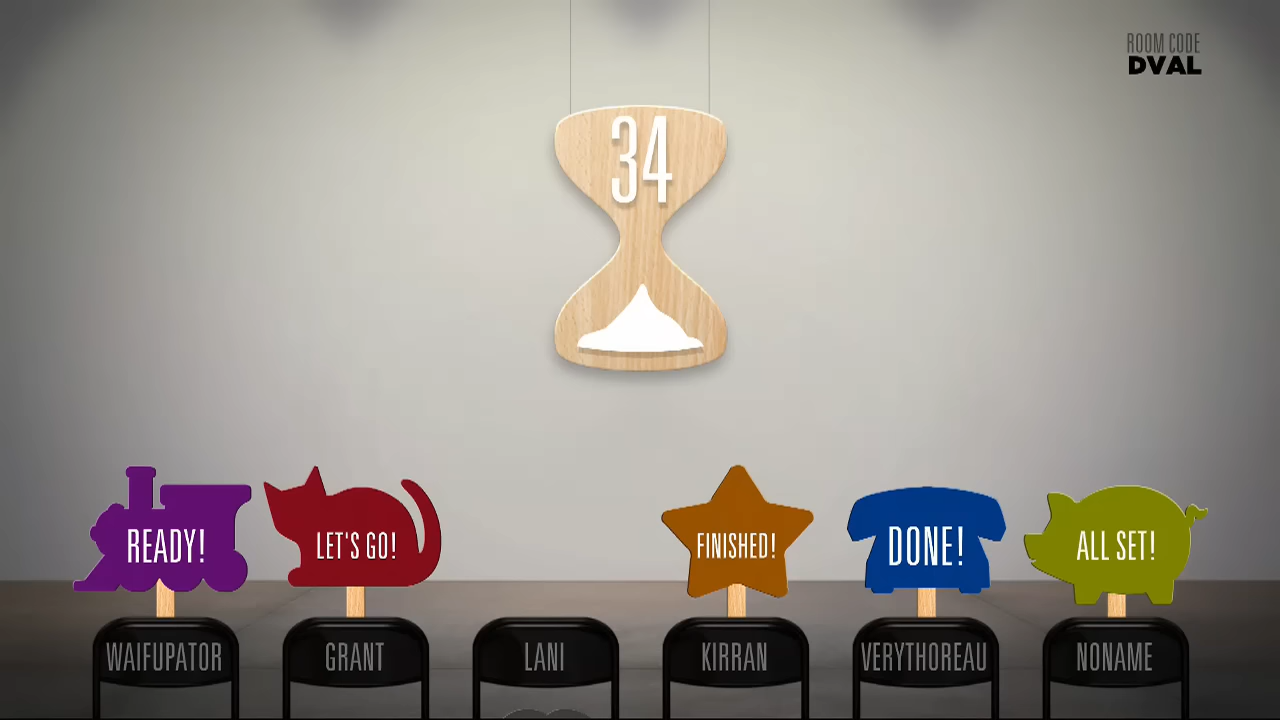 ROOM CODE
DVAL
34
READY!
LET'S GO!
FINISHED!
DONE!
ALL SET!
WAIFUPATOR
GRANT
LANI
KIRRAN
VERYTHOREAU
NONAME